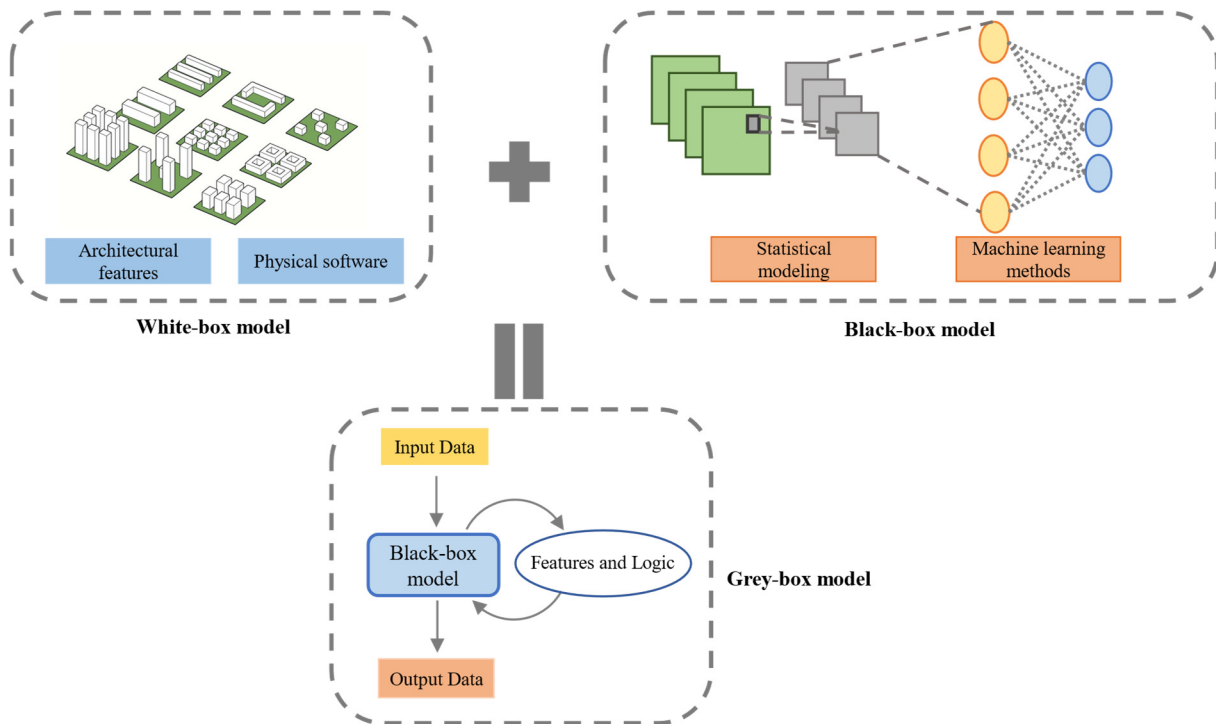 Architectural
features
Physical software
White-box model
Statistical
modeling
Machine learning
methods
Black-box model
Input Data
Black-box
model
Features and Logic
Output Data
Grey-box model